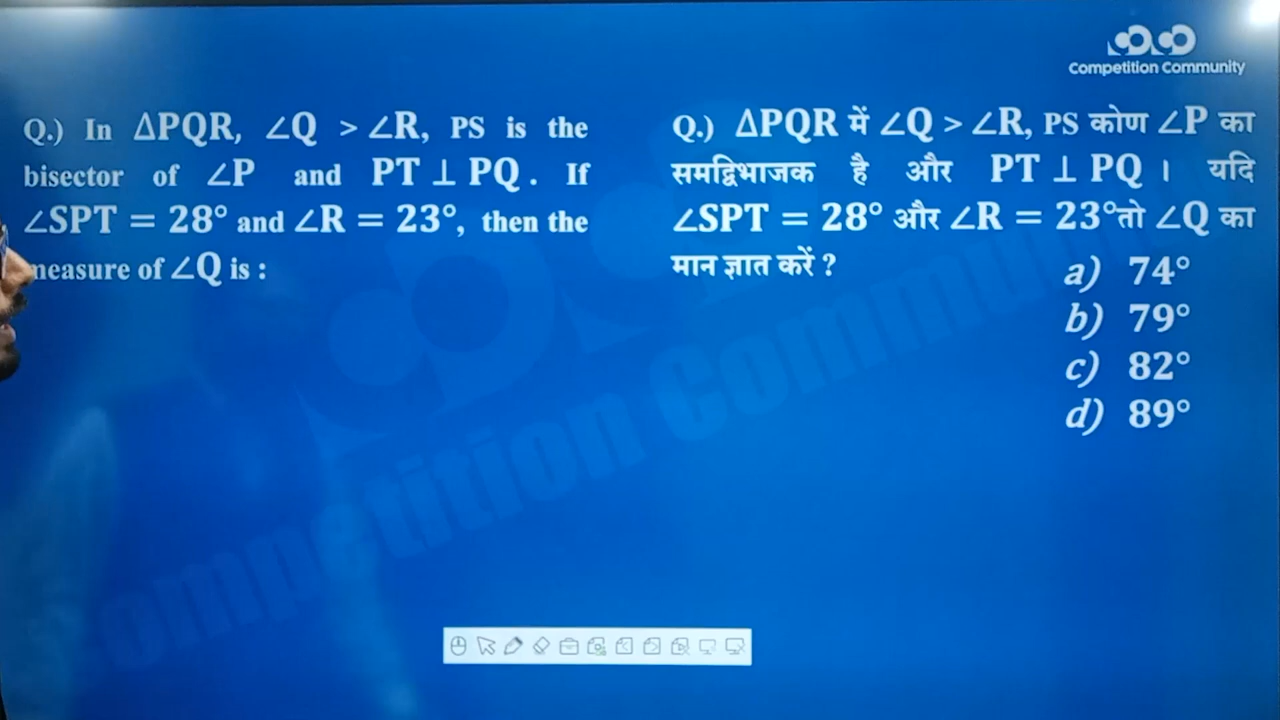 Competition Community
Q.) In ΔPQR, ∠Q > ∠R, PS is the
bisector of ∠P and PT ⊥ PQ. If
∠SPT = 28° and ∠R = 23°, then the
measure of ∠Q is :
Q.) ΔPQR में ∠Q > ∠R, PS कोण ∠P का
समद्विभाजक है और PT ⊥ PQ । यदि
∠SPT = 28° और ∠R = 23°तो ∠Q का
मान ज्ञात करें ?
a) 74°
b) 79°
c) 82°
d) 89°
Competition Community